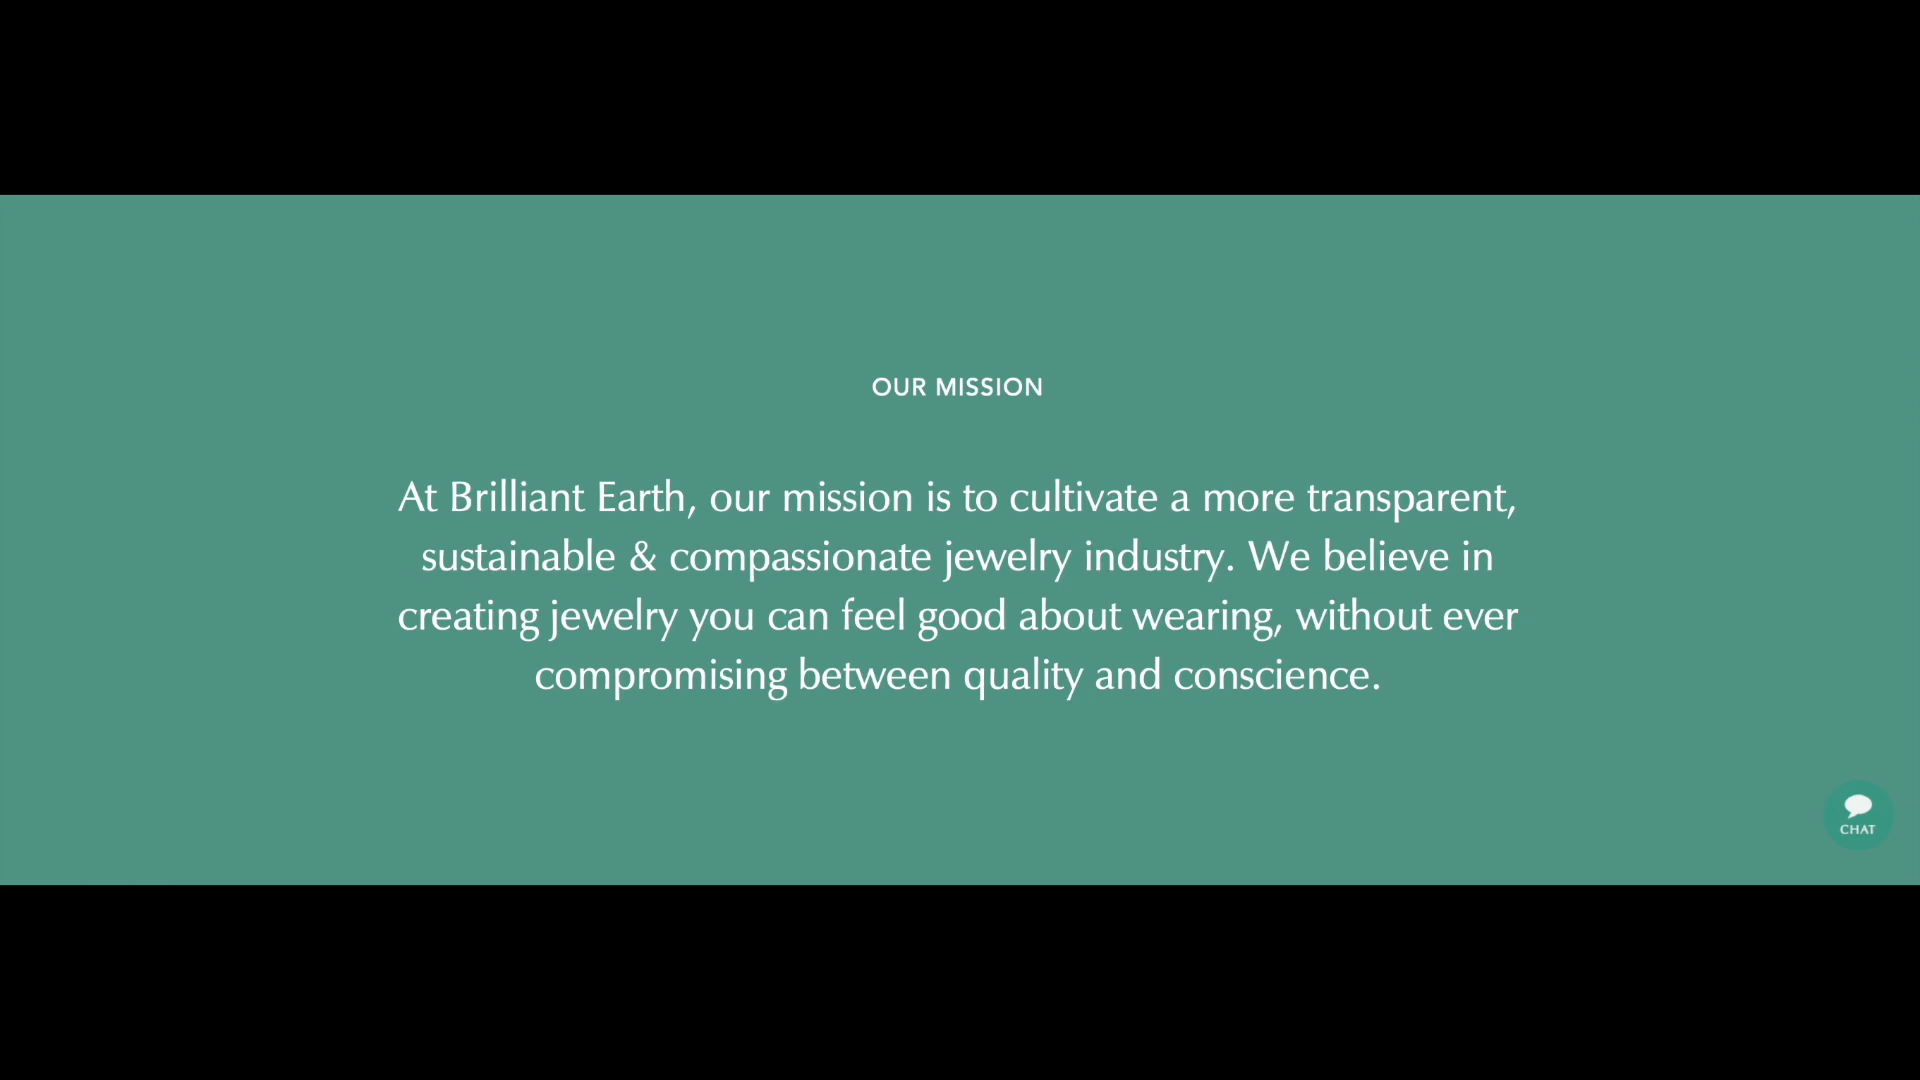 OUR MISSION
At Brilliant Earth, our mission is to cultivate a more transparent,
sustainable & compassionate jewelry industry. We believe in
creating jewelry you can feel good about wearing, without ever
compromising between quality and conscience.
CHAT